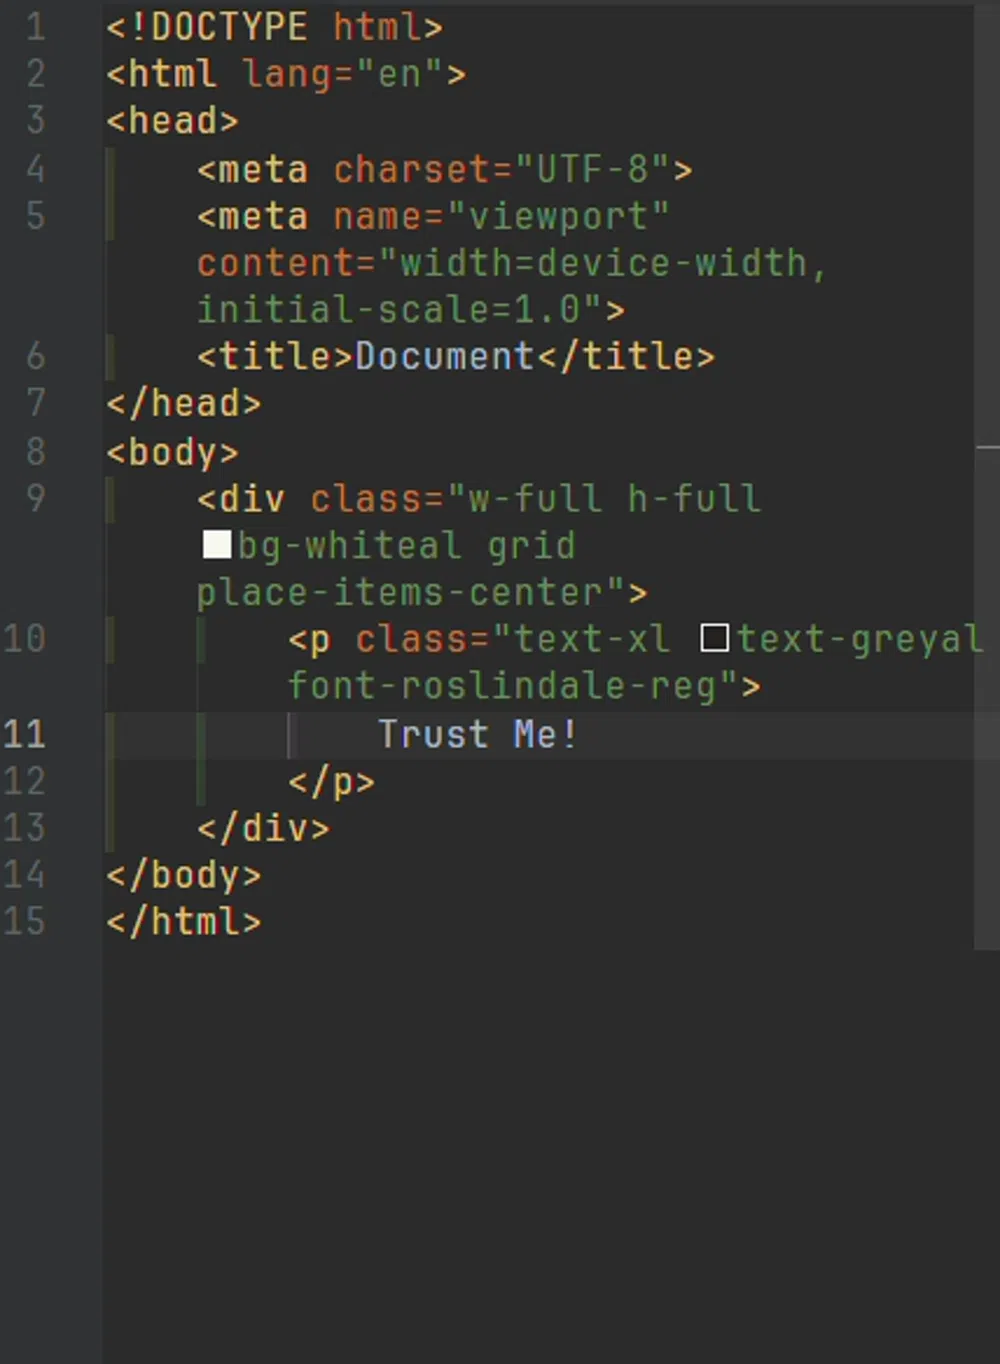 1 <!DOCTYPE html>
2 <html lang="en">
3 <head>
4 <meta charset="UTF-8">
5 <meta name="viewport"
content="width=device-width,
initial-scale=1.0">
6 <title>Document</title>
7 </head>
8 <body>
9 <div class="w-full h-full
bg-whiteal grid
place-items-center">
10 <p class="text-xl text-greyal
font-roslindale-reg">
11 Trust Me!
12 </p>
13 </div>
14 </body>
15 </html>